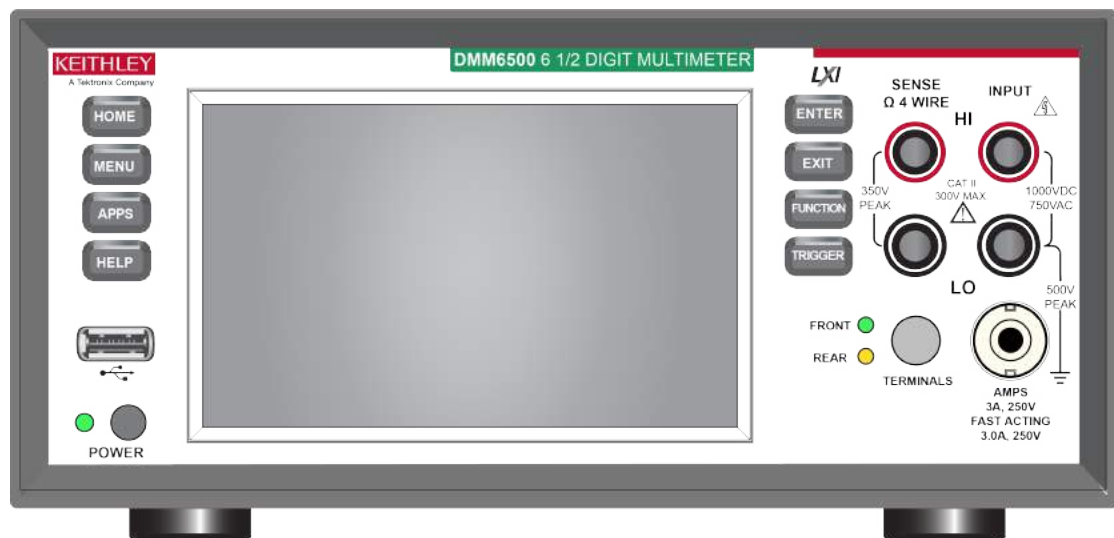 KEITHLEY
A Tektronix Company
DMM6500 6 1/2 DIGIT MULTIMETER
LXI
HOME
MENU
APPS
HELP
POWER
ENTER
EXIT
FUNCTION
TRIGGER
SENSE
Ω 4 WIRE
INPUT
HI
350V
PEAK
CAT II
300V MAX
1000VDC
750VAC
LO
500V
PEAK
FRONT
REAR
TERMINALS
AMPS
3A, 250V
FAST ACTING
3.0A, 250V